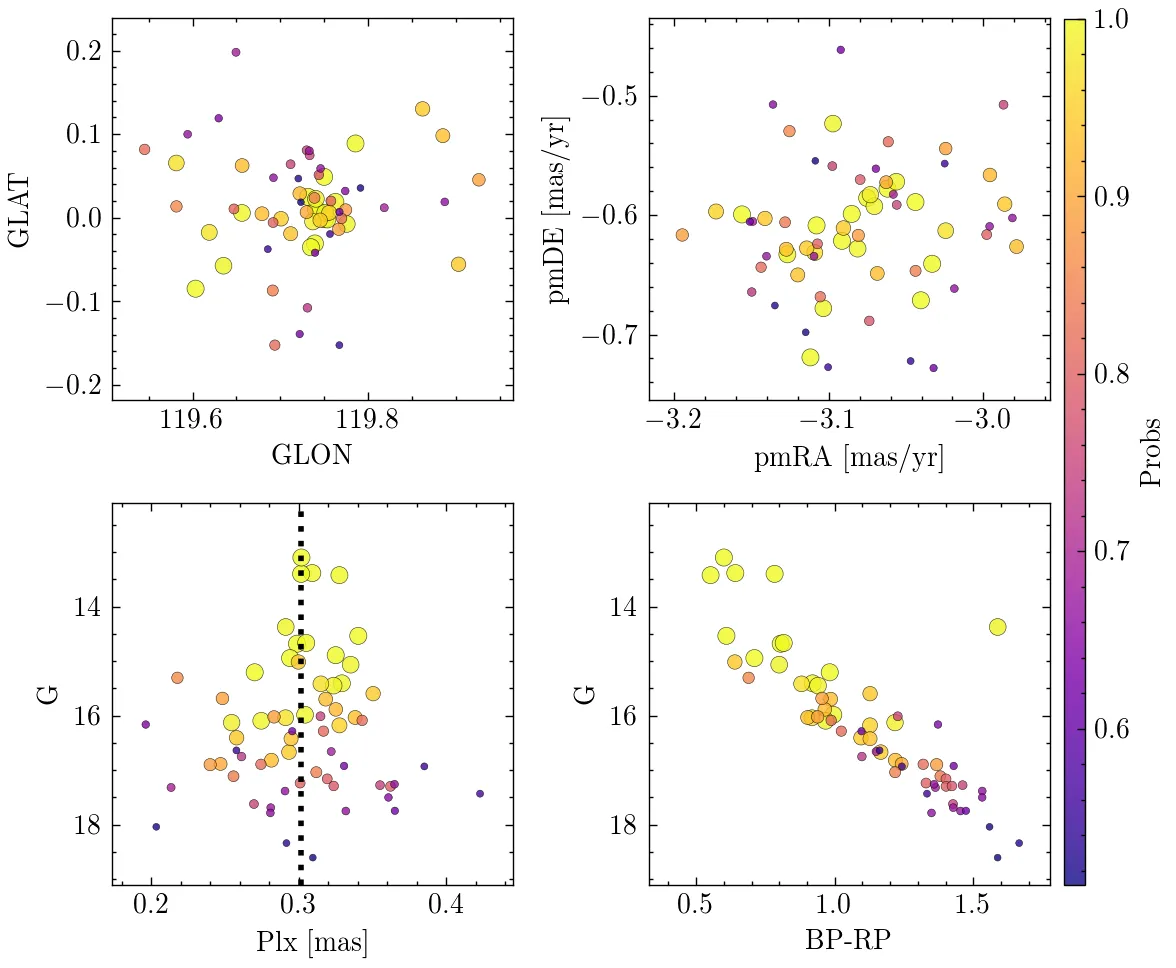 0.2
0.1
0.0
−0.1
−0.2
GLAT
119.6 119.8
GLON
−0.5
−0.6
−0.7
pmDE [mas/yr]
−3.2 −3.1 −3.0
pmRA [mas/yr]
14
16
18
G
0.2 0.3 0.4
Plx [mas]
14
16
18
G
0.5 1.0 1.5
BP-RP
1.0
0.9
0.8
0.7
0.6
Probs